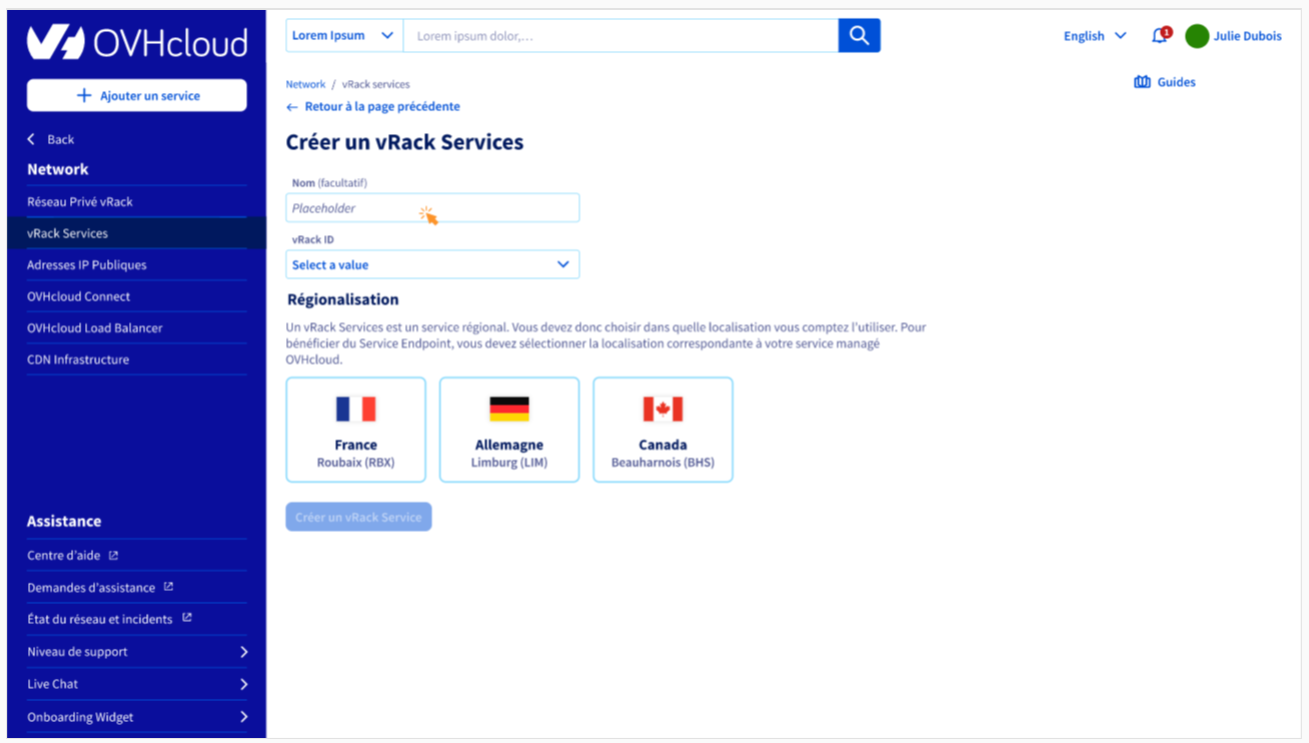 OVHcloud
Ajouter un service
Back
Network
Réseau Privé vRack
vRack Services
Adresses IP Publiques
OVHcloud Connect
OVHcloud Load Balancer
CDN Infrastructure
Assistance
Centre d'aide
Demandes d'assistance
État du réseau et incidents
Niveau de support
Live Chat
Onboarding Widget
Lorem Ipsum
Lorem ipsum dolor,...
English
1
Julie Dubois
Network / vRack services
Guides
← Retour à la page précédente
Créer un vRack Services
Nom (facultatif)
Placeholder
vRack ID
Select a value
Régionalisation
Un vRack Services est un service régional. Vous devez donc choisir dans quelle localisation vous comptez l'utiliser. Pour
bénéficier du Service Endpoint, vous devez sélectionner la localisation correspondante à votre service managé
OVHcloud.
France
Roubaix (RBX)
Allemagne
Limburg (LIM)
Canada
Beauharnois (BHS)
Créer un vRack Service